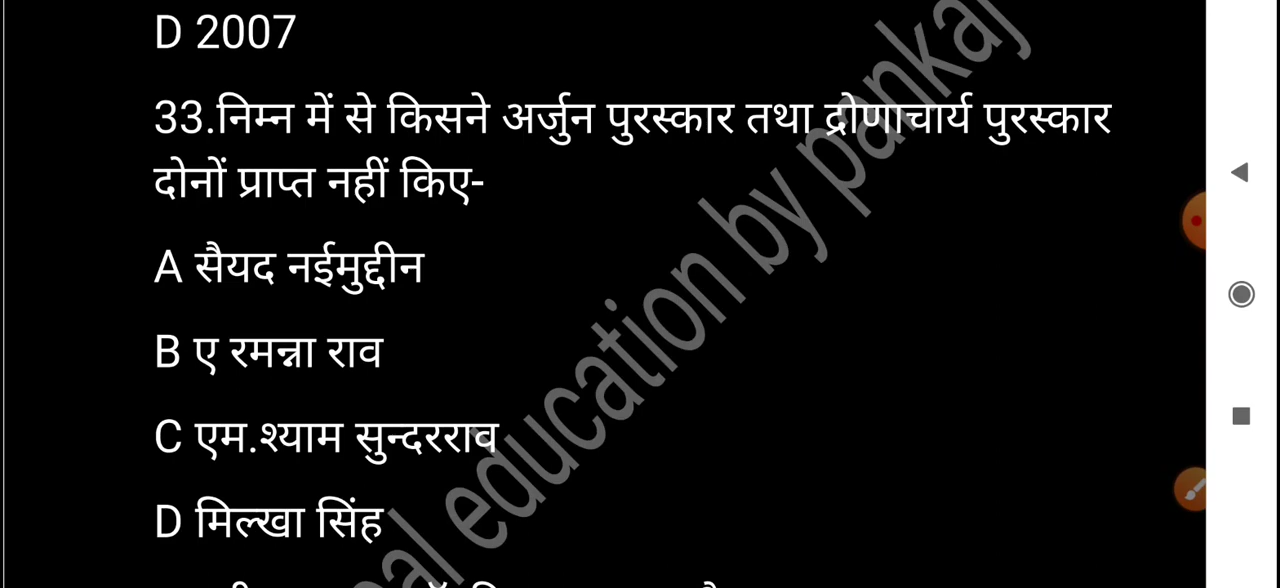 D 2007
33.निम्न में से किसने अर्जुन पुरस्कार तथा द्रोणाचार्य पुरस्कार
दोनों प्राप्त नहीं किए-
A सैयद नईमुद्दीन
B ए रमन्ना राव
C एम.श्याम सुन्दरराव
D मिल्खा सिंह
education by pankaj